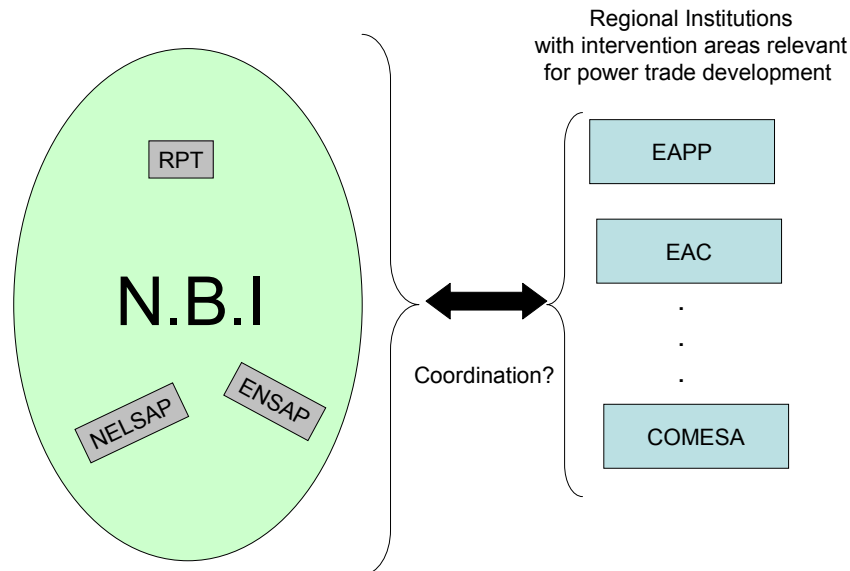 Regional Institutions
with intervention areas relevant
for power trade development
RPT
N.B.I
NELSAP
ENSAP
Coordination?
EAPP
EAC
.
.
.
COMESA